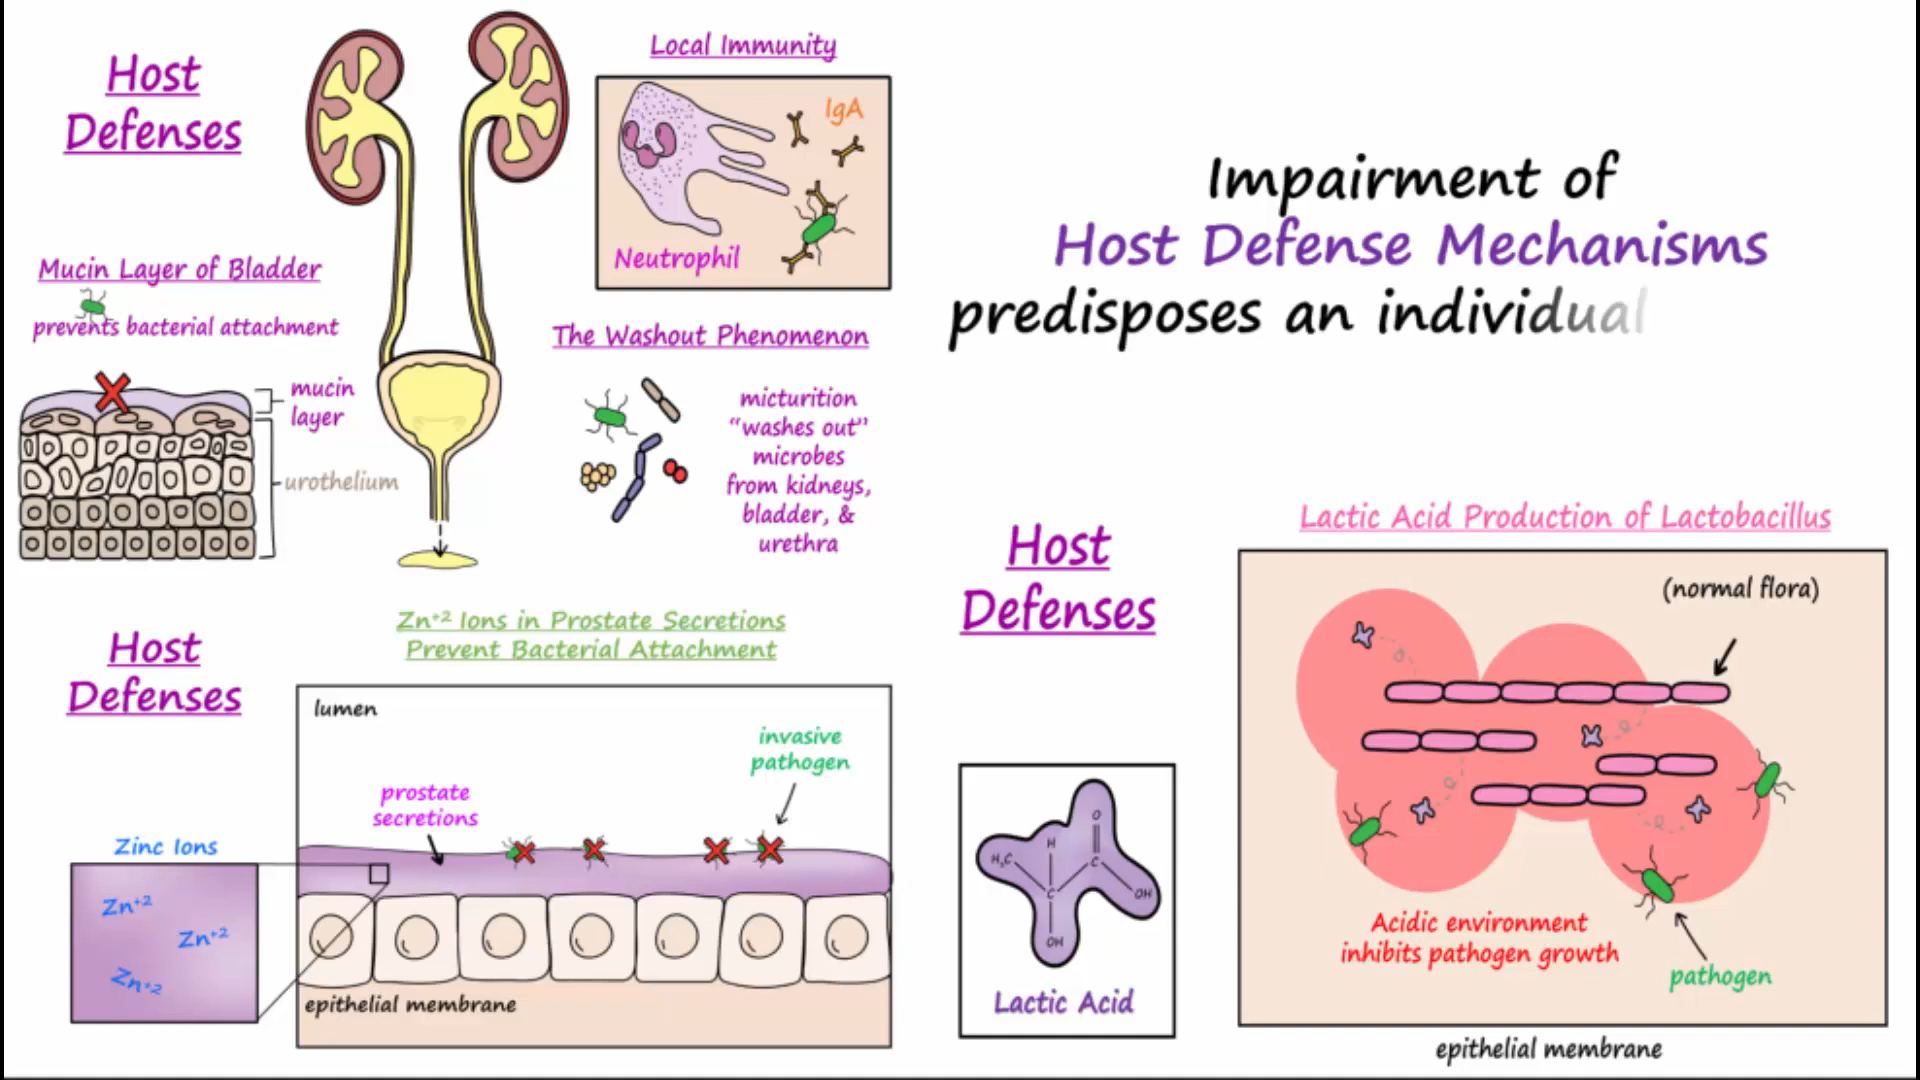 Host
Defenses
Local Immunity
IgA
Neutrophil
Mucin Layer of Bladder
prevents bacterial attachment
mucin
layer
urothelium
The Washout Phenomenon
micturition
“washes out”
microbes
from kidneys,
bladder, &
urethra
Impairment of
Host Defense Mechanisms
predisposes an individual
Host
Defenses
Zn+2 Ions in Prostate Secretions
Prevent Bacterial Attachment
lumen
invasive
pathogen
prostate
secretions
Zinc Ions
Zn+2
Zn+2
Zn+2
epithelial membrane
Host
Defenses
Lactic Acid Production of Lactobacillus
(normal flora)
O
H
H3C
C
C
OH
OH
Lactic Acid
Acidic environment
inhibits pathogen growth
pathogen
epithelial membrane